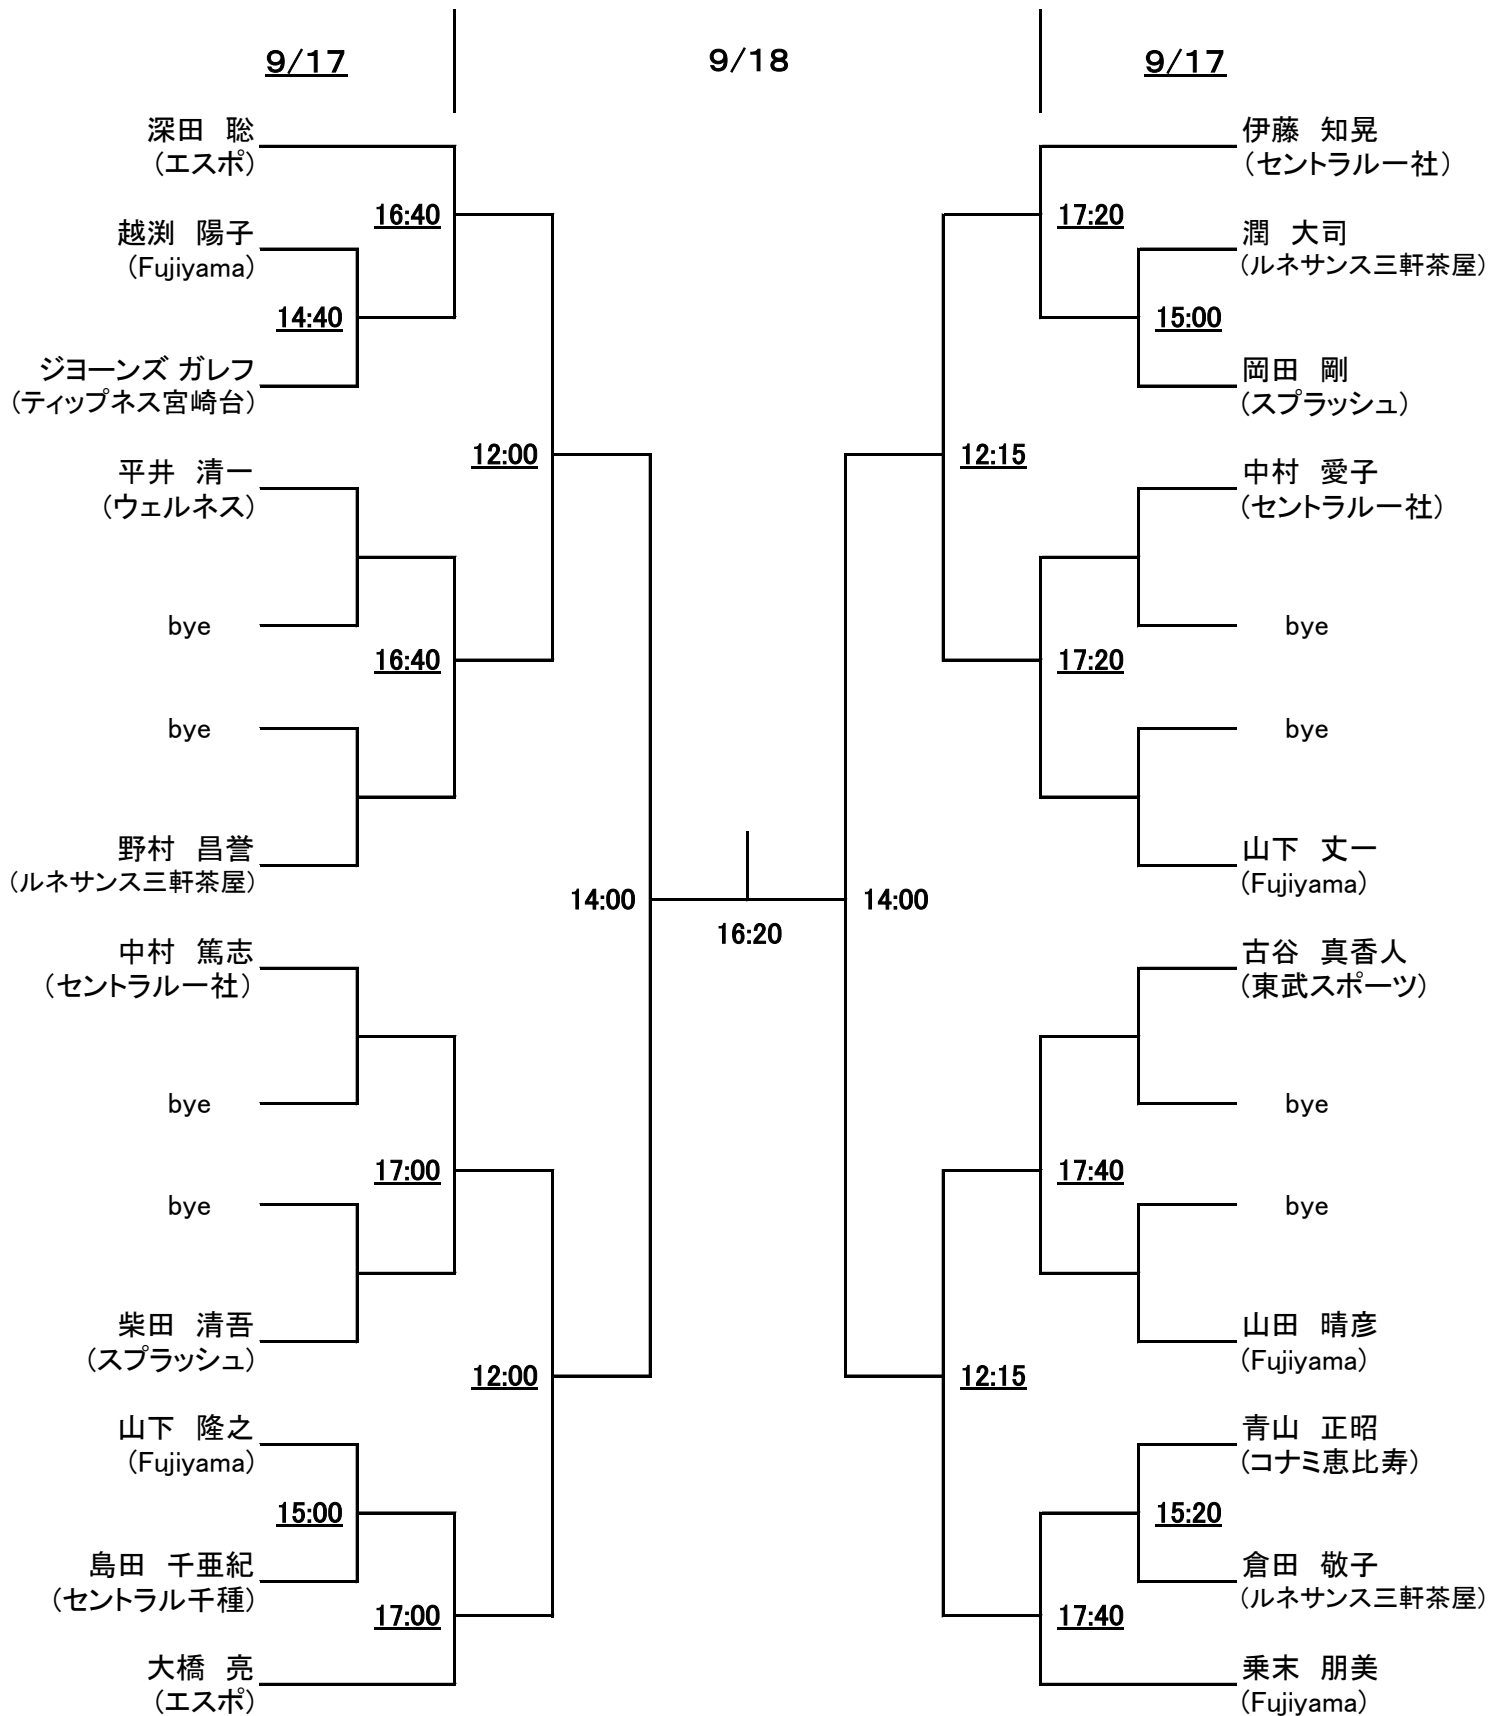 9/17
9/18
9/17
深田　聡
(エスポ)
16:40
越渕　陽子
(Fujiyama)
14:40
ジョーンズ ガレフ
(ティップネス宮崎台)
12:00
平井　清一
(ウェルネス)
bye
16:40
bye
野村　昌誉
(ルネサンス三軒茶屋)
14:00
中村　篤志
(セントラル一社)
bye
17:00
bye
柴田　清吾
(スプラッシュ)
12:00
山下　隆之
(Fujiyama)
15:00
島田　千亜紀
(セントラル千種)
17:00
大橋　亮
(エスポ)
16:20
伊藤　知晃
(セントラル一社)
17:20
潤　大司
(ルネサンス三軒茶屋)
15:00
岡田　剛
(スプラッシュ)
12:15
中村　愛子
(セントラル一社)
bye
17:20
bye
山下　丈一
(Fujiyama)
14:00
古谷　真香人
(東武スポーツ)
bye
17:40
bye
山田　晴彦
(Fujiyama)
12:15
青山　正昭
(コナミ恵比寿)
15:20
倉田　敬子
(ルネサンス三軒茶屋)
17:40
乗末　朋美
(Fujiyama)